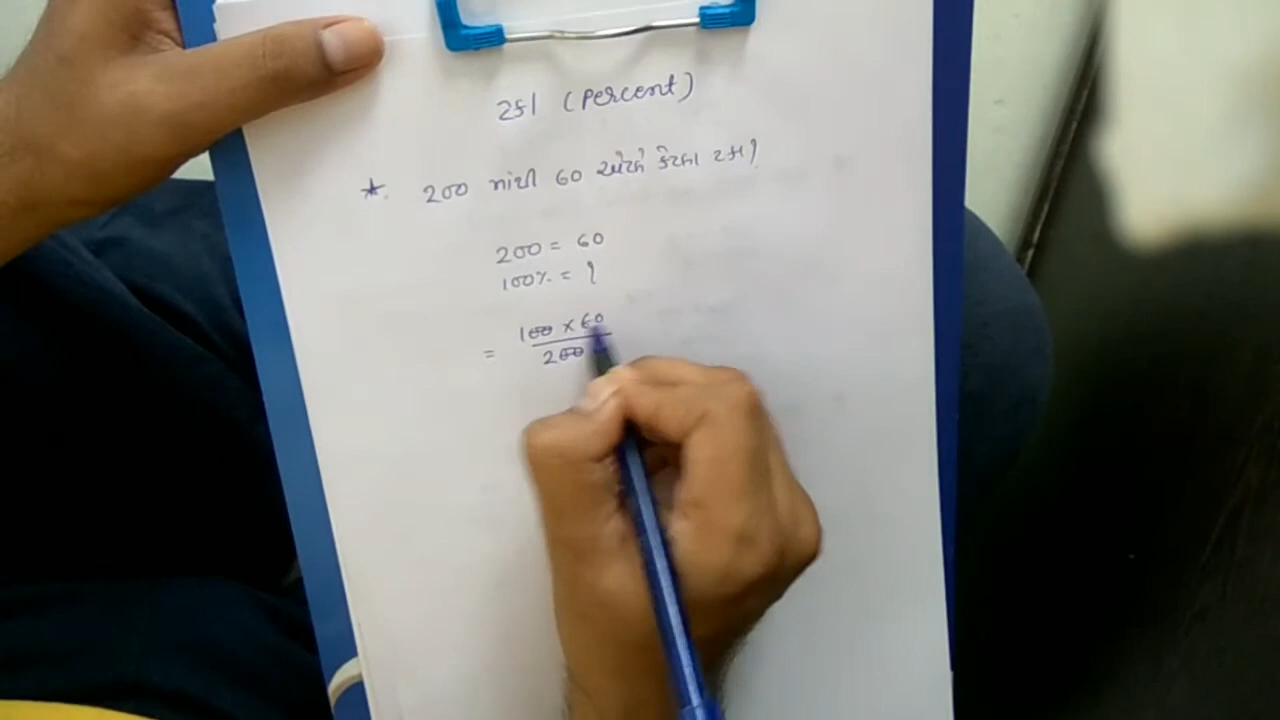 ટકા (percent)
*. 200 માંથી 60 એટલે કેટલા ટકા?
200 = 60
100% = ?
= 100 × 60
200